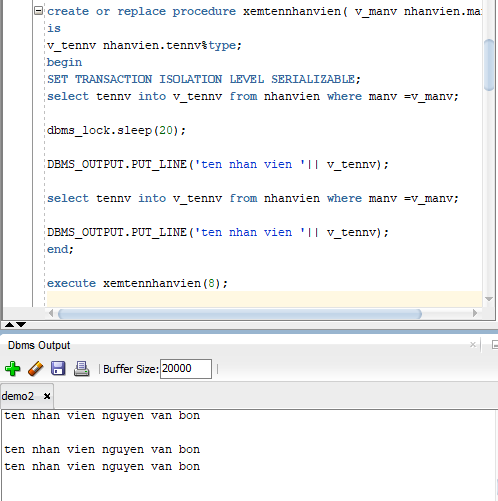 create or replace procedure xemtennhanvien( v_manv nhanvien.
is
v_tennv nhanvien.tennv%type;
begin
SET TRANSACTION ISOLATION LEVEL SERIALIZABLE;
select tennv into v_tennv from nhanvien where manv =v_manv;
dbms_lock.sleep(20);
DBMS_OUTPUT.PUT_LINE('ten nhan vien '|| v_tennv);
select tennv into v_tennv from nhanvien where manv =v_manv;
DBMS_OUTPUT.PUT_LINE('ten nhan vien '|| v_tennv);
end;
execute xemtennhanvien(8);
Dbms Output
Buffer Size: 20000
demo2
ten nhan vien nguyen van bon
ten nhan vien nguyen van bon
ten nhan vien nguyen van bon